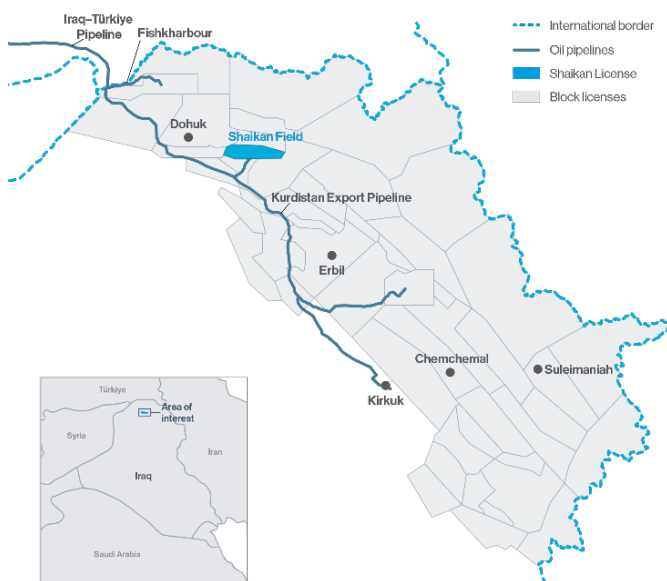 Iraq–Türkiye
Pipeline
Fishkharbour
International border
Oil pipelines
Shaikan License
Block licenses
Dohuk
Shaikan Field
Kurdistan Export Pipeline
Erbil
Chemchemal
Suleimaniah
Kirkuk
Türkiye
Area of
interest
Syria
Iran
Iraq
Saudi Arabia